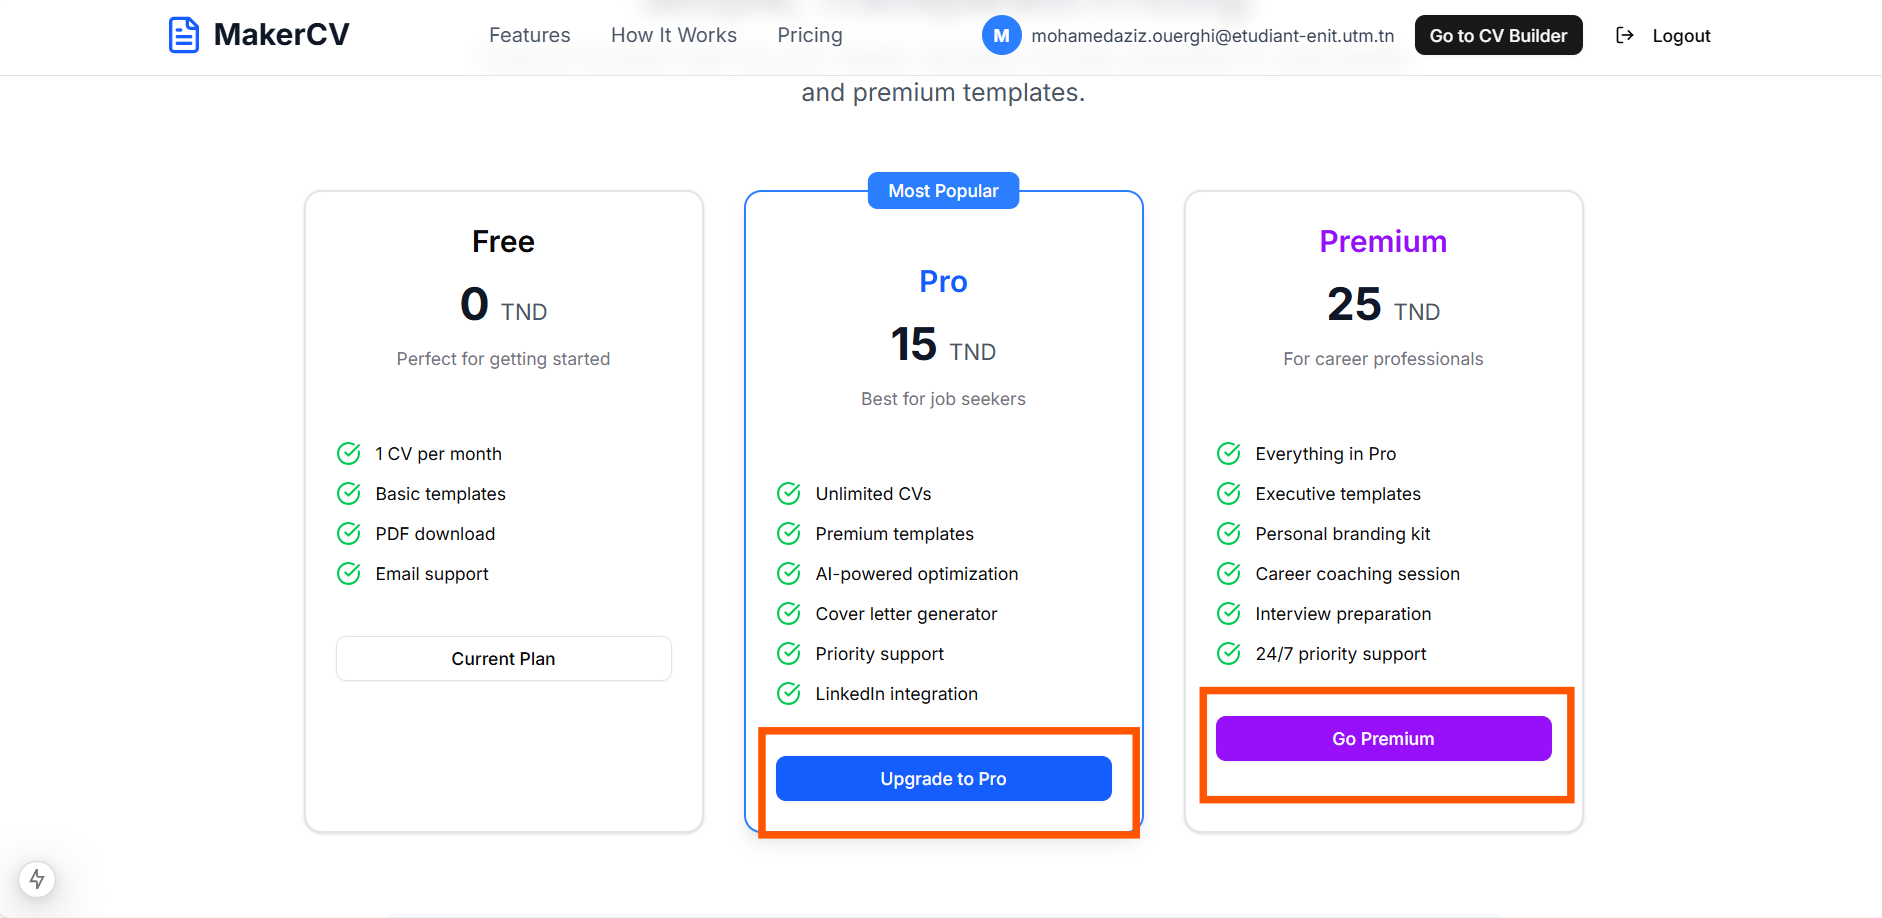 MakerCV
Features
How It Works
Pricing
M
mohamedaziz.ouerghi@etudiant-enit.utm.tn
Go to CV Builder
Logout
and premium templates.
Free
0 TND
Perfect for getting started
1 CV per month
Basic templates
PDF download
Email support
Current Plan
Most Popular
Pro
15 TND
Best for job seekers
Unlimited CVs
Premium templates
AI-powered optimization
Cover letter generator
Priority support
LinkedIn integration
Upgrade to Pro
Premium
25 TND
For career professionals
Everything in Pro
Executive templates
Personal branding kit
Career coaching session
Interview preparation
24/7 priority support
Go Premium